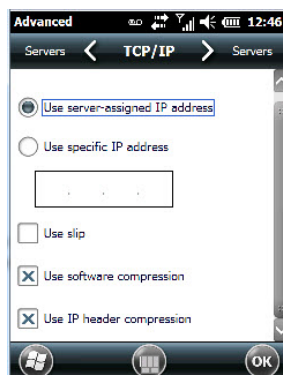 Advanced 12:46
Servers TCP/IP Servers
Use server-assigned IP address
Use specific IP address
. . .
Use slip
Use software compression
Use IP header compression
OK